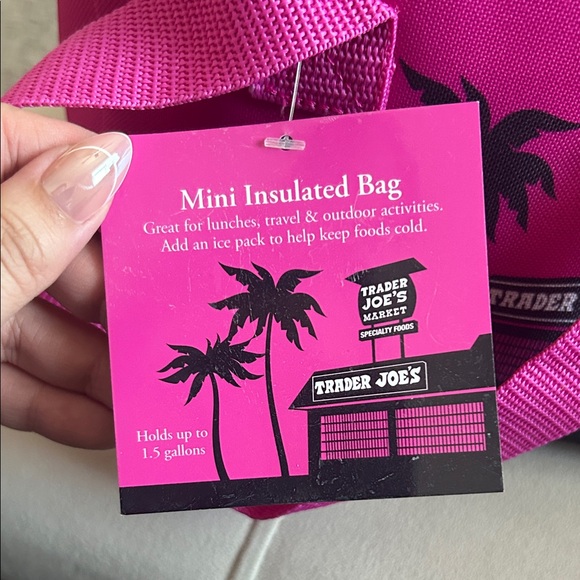 Mini Insulated Bag
Great for lunches, travel & outdoor activities.
Add an ice pack to help keep foods cold.
TRADER
JOE'S
MARKET
SPECIALTY FOODS
TRADER JOE'S
Holds up to
1.5 gallons
TRADER